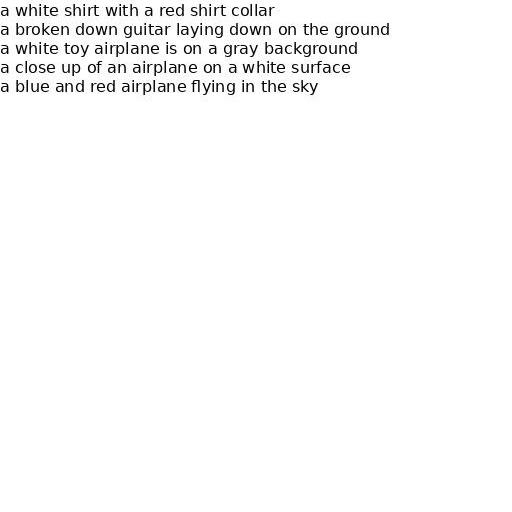 a white shirt with a red shirt collar
a broken down guitar laying down on the ground
a white toy airplane is on a gray background
a close up of an airplane on a white surface
a blue and red airplane flying in the sky